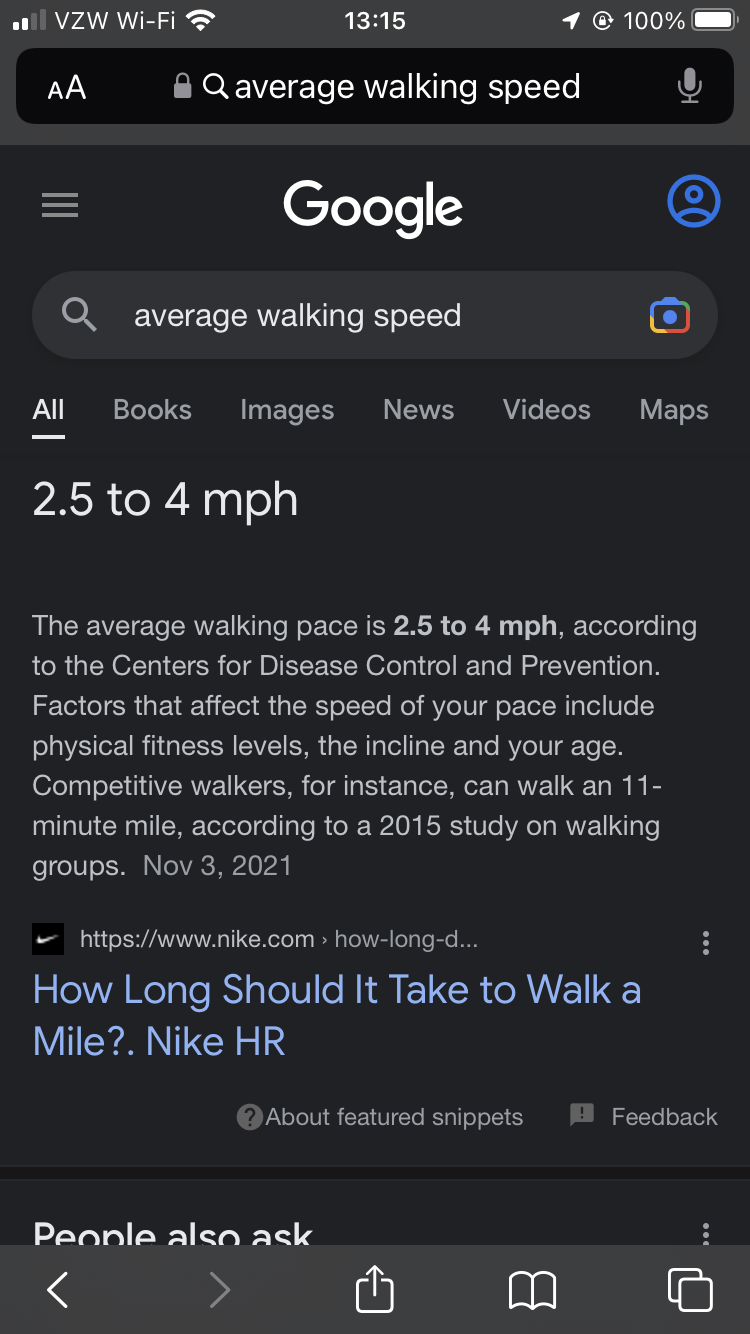 VZW Wi-Fi 13:15 100%
AA average walking speed
Google
average walking speed
All Books Images News Videos Maps
2.5 to 4 mph
The average walking pace is 2.5 to 4 mph, according
to the Centers for Disease Control and Prevention.
Factors that affect the speed of your pace include
physical fitness levels, the incline and your age.
Competitive walkers, for instance, can walk an 11-
minute mile, according to a 2015 study on walking
groups. Nov 3, 2021
https://www.nike.com › how-long-d...
How Long Should It Take to Walk a
Mile?. Nike HR
About featured snippets Feedback
People also ask